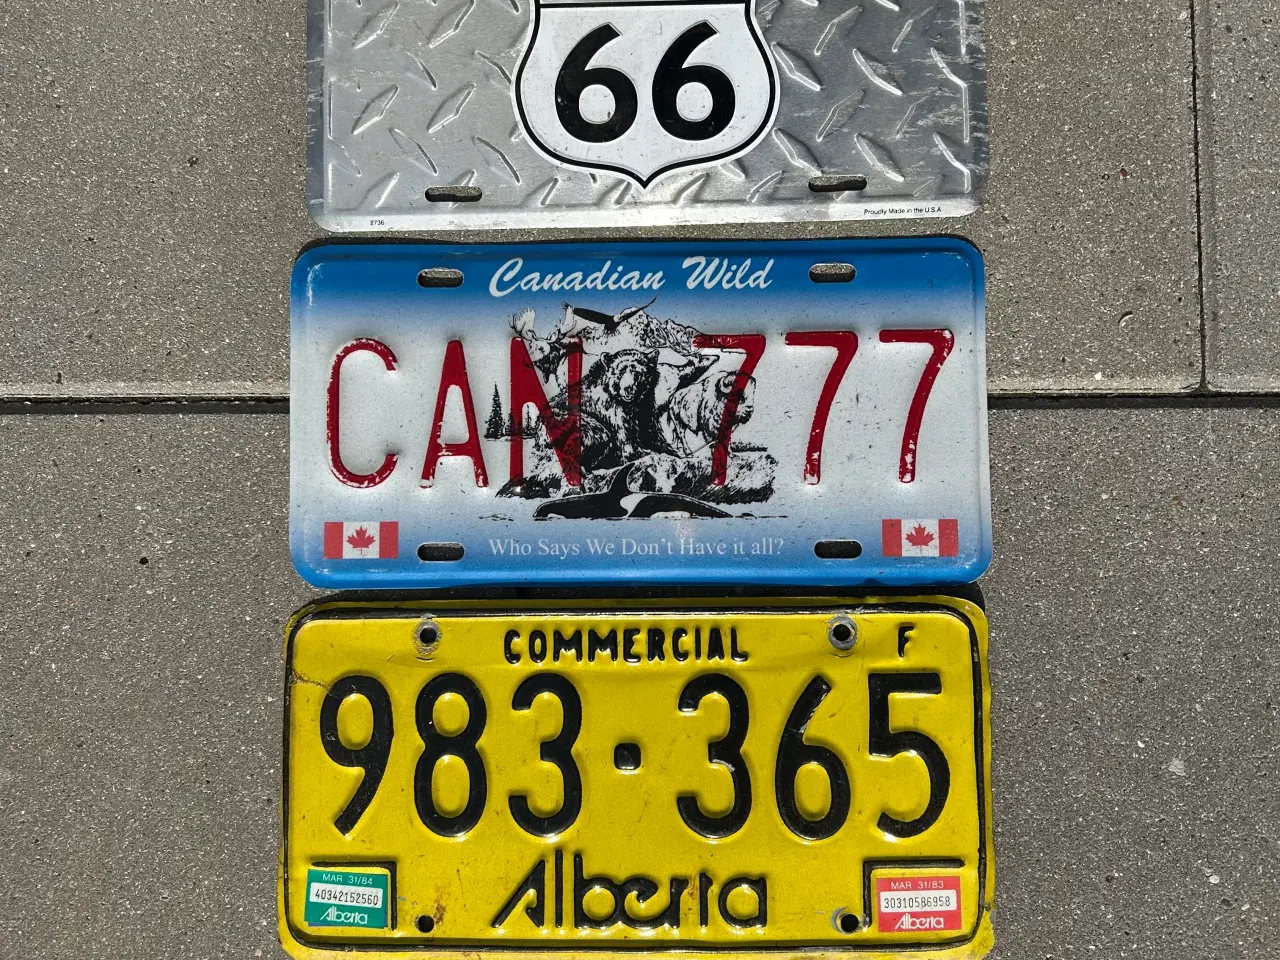 66
2736
Proudly Made in the U.S.A
Canadian Wild
CAN 777
Who Says We Don't Have it all?
COMMERCIAL F
983·365
Alberta
MAR 31/84
40342152560
Alberta
MAR 31/83
30310586958
Alberta